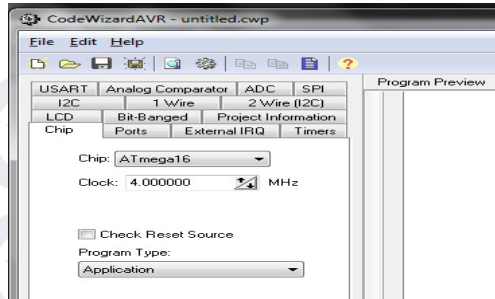 CodeWizardAVR - untitled.cwp
File Edit Help
USART Analog Comparator ADC SPI
I2C 1 Wire 2 Wire (I2C)
LCD Bit-Banged Project Information
Chip Ports External IRQ Timers
Chip: ATmega16
Clock: 4.000000 MHz
Check Reset Source
Program Type:
Application
Program Preview